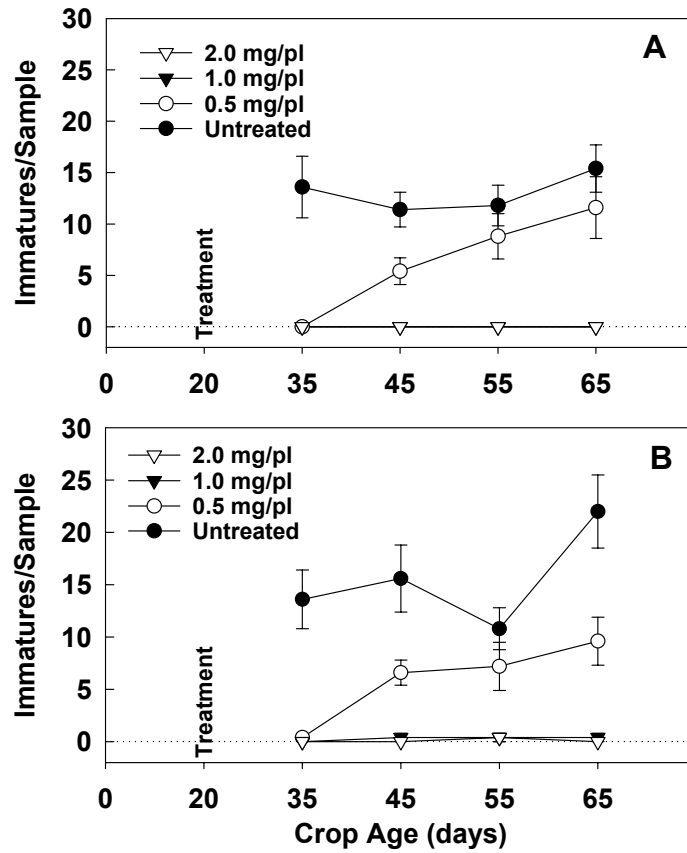 30
A
2.0 mg/pl
25
1.0 mg/pl
0.5 mg/pl
20
Untreated
15
10
5
0
Immatures/Sample
Treatment
0 20 35 45 55 65
30
B
2.0 mg/pl
25
1.0 mg/pl
0.5 mg/pl
20
Untreated
15
10
5
0
Immatures/Sample
Treatment
0 20 35 45 55 65
Crop Age (days)